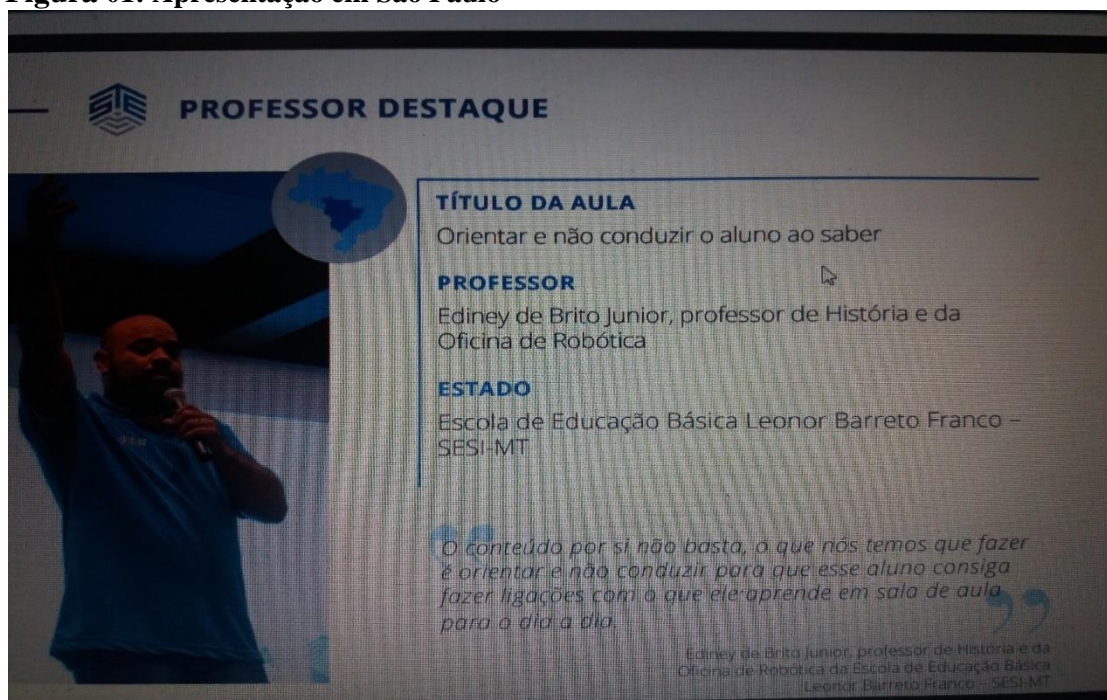 Figura 01: Apresentação em São Paulo
STE
PROFESSOR DESTAQUE
TÍTULO DA AULA
Orientar e não conduzir o aluno ao saber
PROFESSOR
Ediney de Brito Junior, professor de História e da
Oficina de Robótica
ESTADO
Escola de Educação Básica Leonor Barreto Franco –
SESI-MT
"O conteúdo por si não basta, o que nós temos que fazer
é orientar e não conduzir para que esse aluno consiga
fazer ligações com o que ele aprende em sala de aula
para o dia a dia."
Ediney de Brito Junior, professor de História e da
Oficina de Robótica da Escola de Educação Básica
Leonor Barreto Franco – SESI-MT